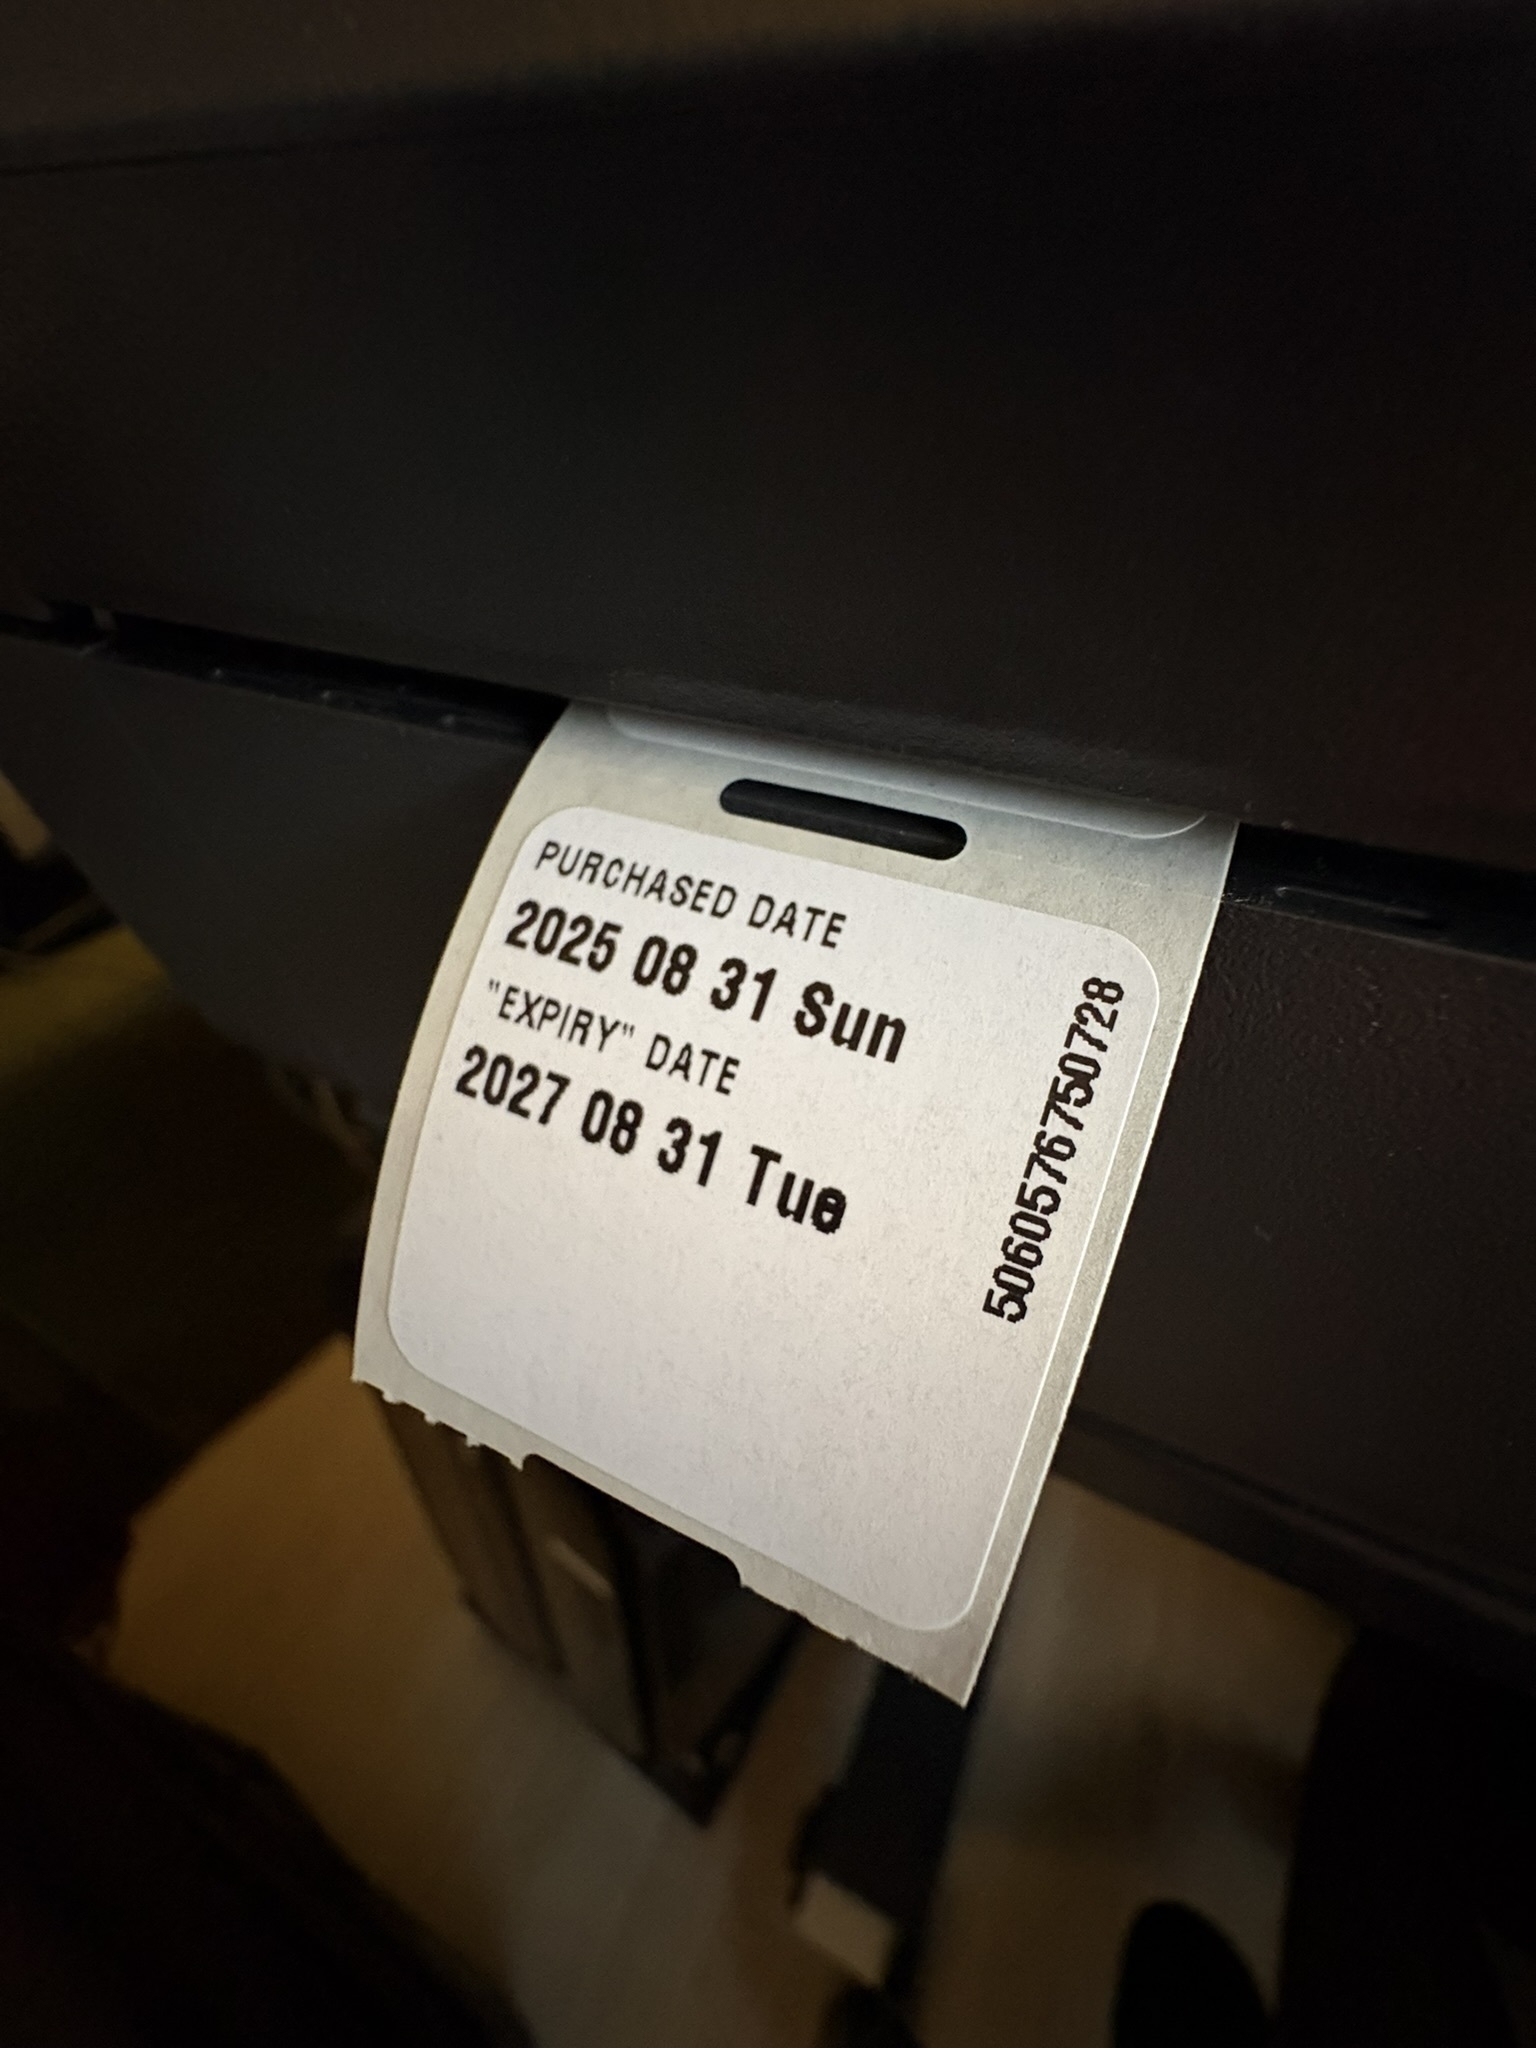 PURCHASED DATE
2025 08 31 Sun
"EXPIRY" DATE
2027 08 31 Tue
5060576750728